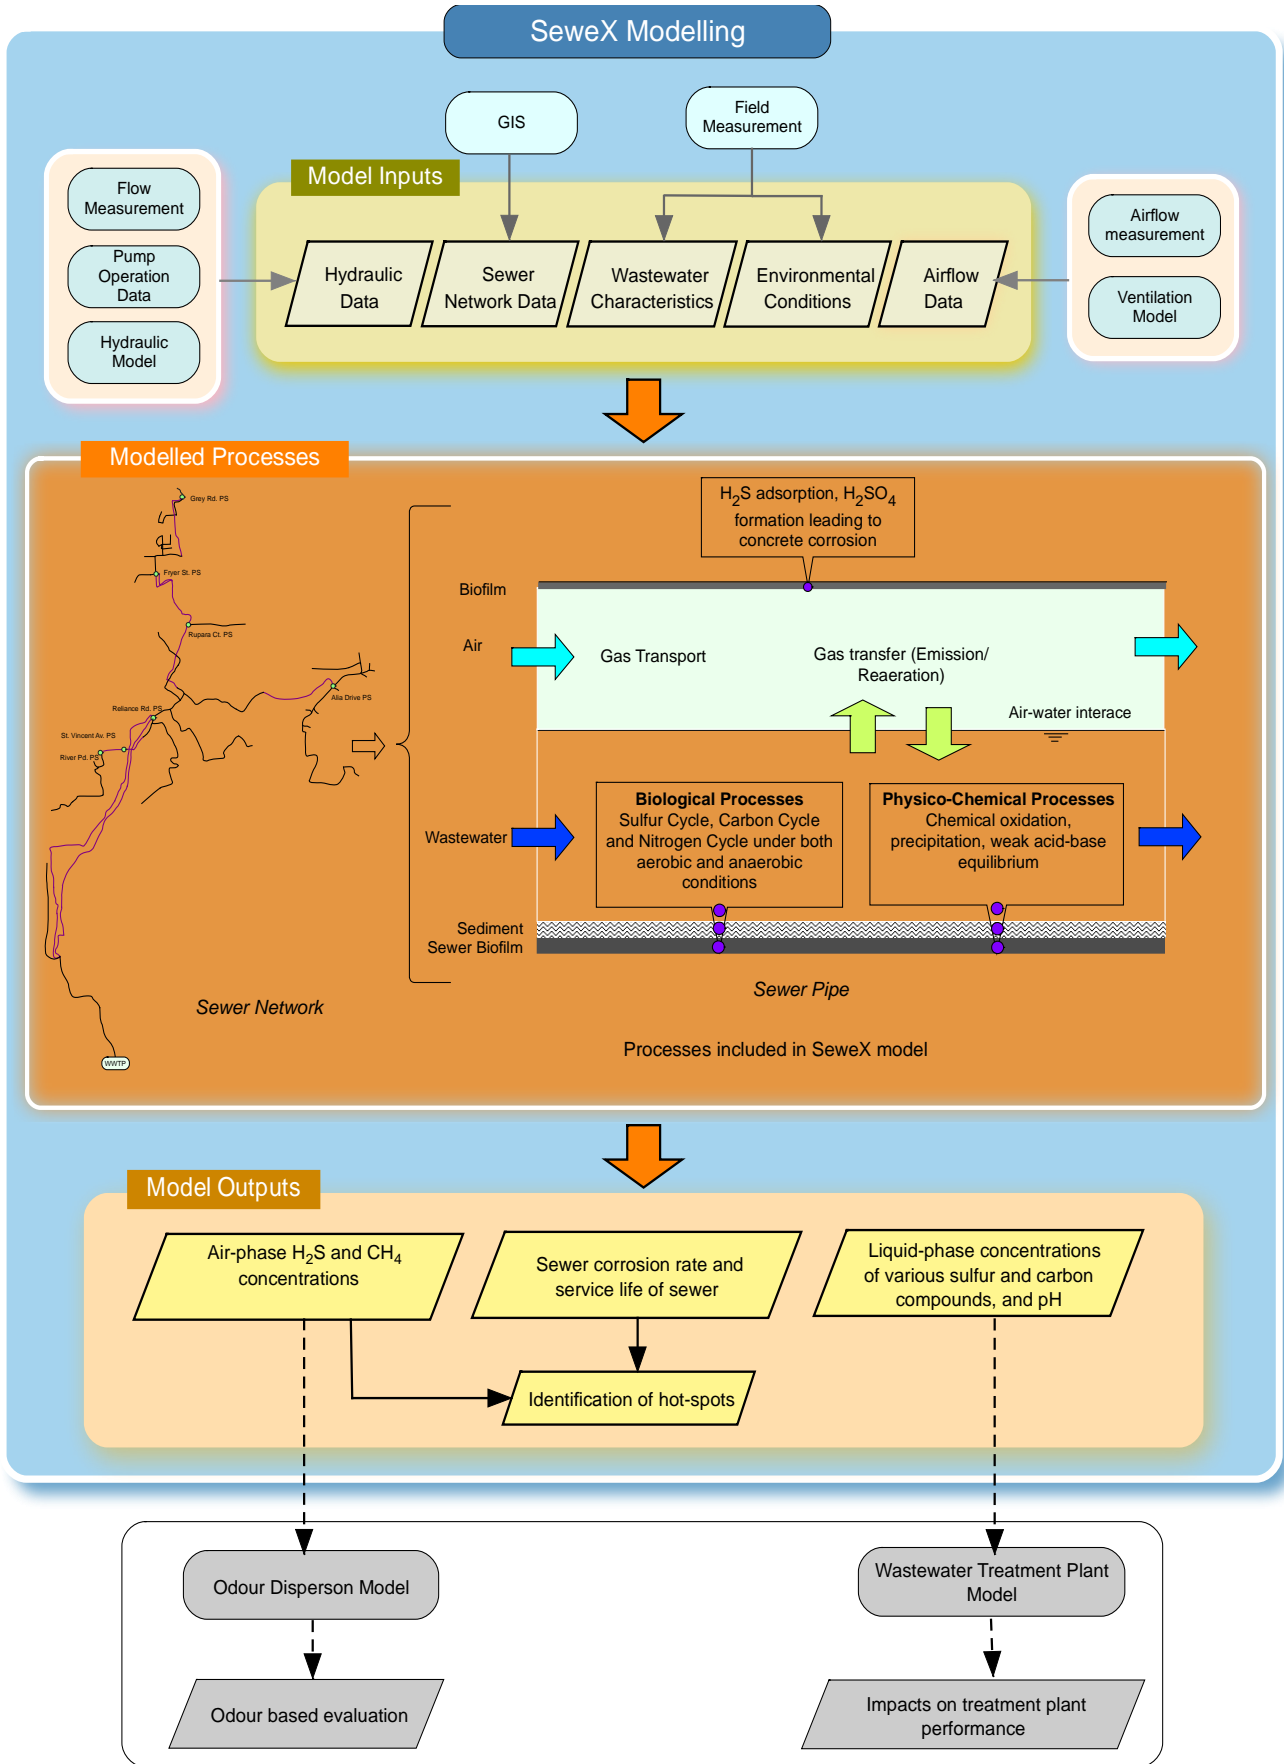 SeweX Modelling
GIS
Field
Measurement
Model Inputs
Flow
Measurement
Pump
Operation
Data
Hydraulic
Model
Hydraulic
Data
Sewer
Network Data
Wastewater
Characteristics
Environmental
Conditions
Airflow
Data
Airflow
measurement
Ventilation
Model
Modelled Processes
Grey Rd. PS
Fryer St. PS
Rupara Ct. PS
Alia Drive PS
Reliance Rd. PS
St. Vincent Av. PS
River Pd. PS
WWTP
Sewer Network
H2S adsorption, H2SO4
formation leading to
concrete corrosion
Biofilm
Air
Gas Transport
Gas transfer (Emission/
Reaeration)
Air-water interace
Wastewater
Biological Processes
Sulfur Cycle, Carbon Cycle
and Nitrogen Cycle under both
aerobic and anaerobic
conditions
Physico-Chemical Processes
Chemical oxidation,
precipitation, weak acid-base
equilibrium
Sediment
Sewer Biofilm
Sewer Pipe
Processes included in SeweX model
Model Outputs
Air-phase H2S and CH4
concentrations
Sewer corrosion rate and
service life of sewer
Liquid-phase concentrations
of various sulfur and carbon
compounds, and pH
Identification of hot-spots
Odour Disperson Model
Wastewater Treatment Plant
Model
Odour based evaluation
Impacts on treatment plant
performance